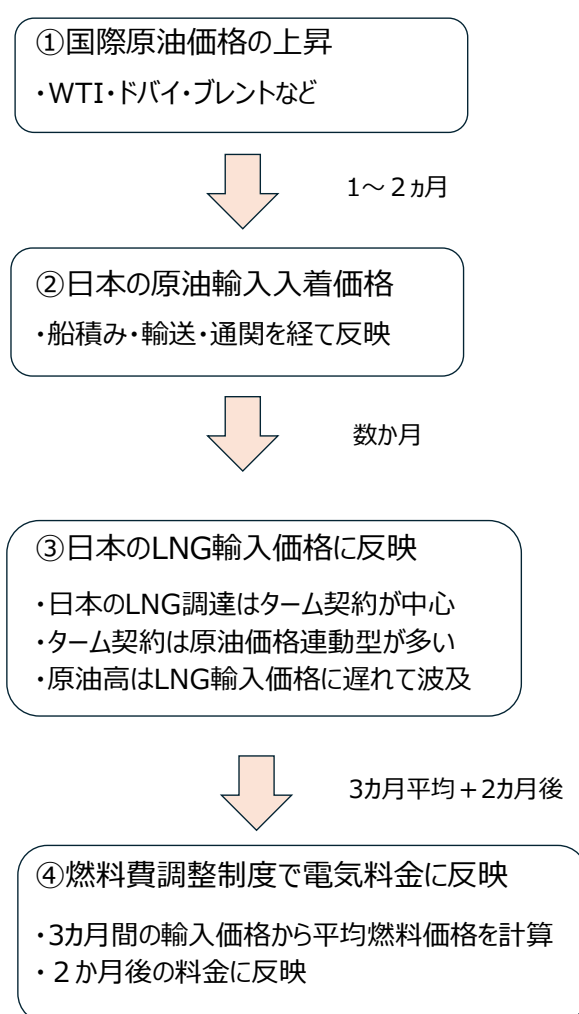 ①国際原油価格の上昇
・WTI・ドバイ・ブレントなど
1～２ヵ月
②日本の原油輸入入着価格
・船積み・輸送・通関を経て反映
数か月
③日本のLNG輸入価格に反映
・日本のLNG調達はターム契約が中心
・ターム契約は原油価格連動型が多い
・原油高はLNG輸入価格に遅れて波及
3カ月平均＋2カ月後
④燃料費調整制度で電気料金に反映
・3カ月間の輸入価格から平均燃料価格を計算
・２か月後の料金に反映